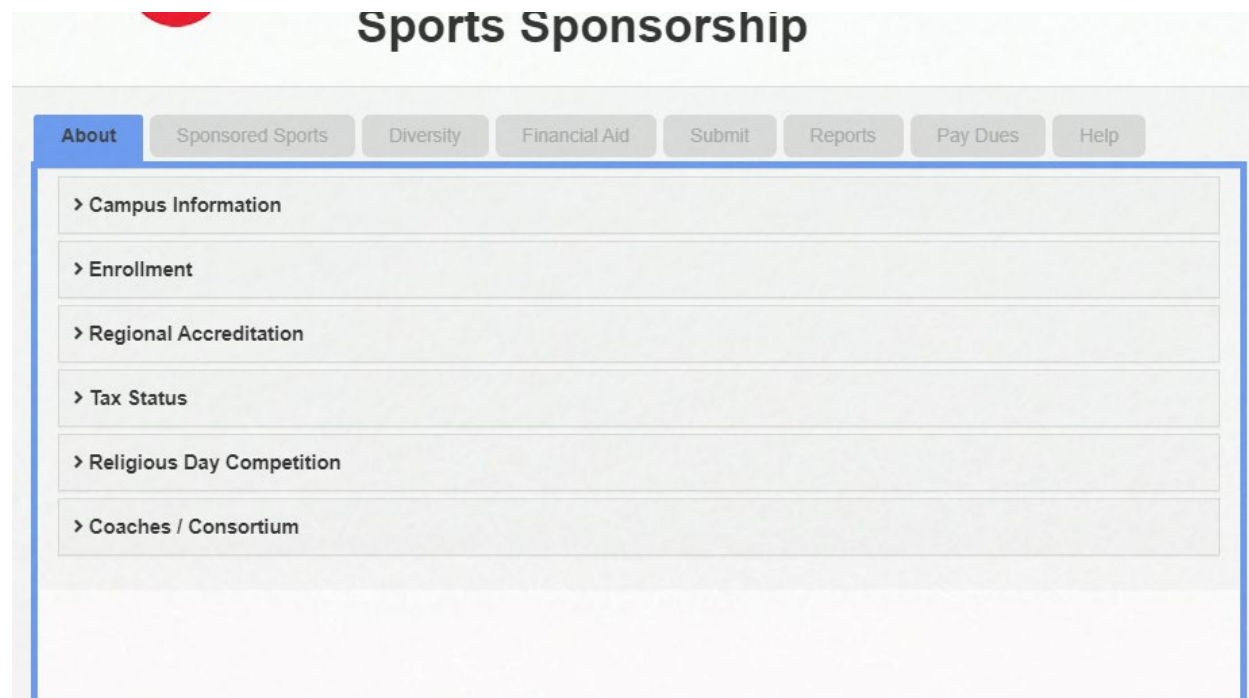 Sports Sponsorship
About Sponsored Sports Diversity Financial Aid Submit Reports Pay Dues Help
> Campus Information
> Enrollment
> Regional Accreditation
> Tax Status
> Religious Day Competition
> Coaches / Consortium